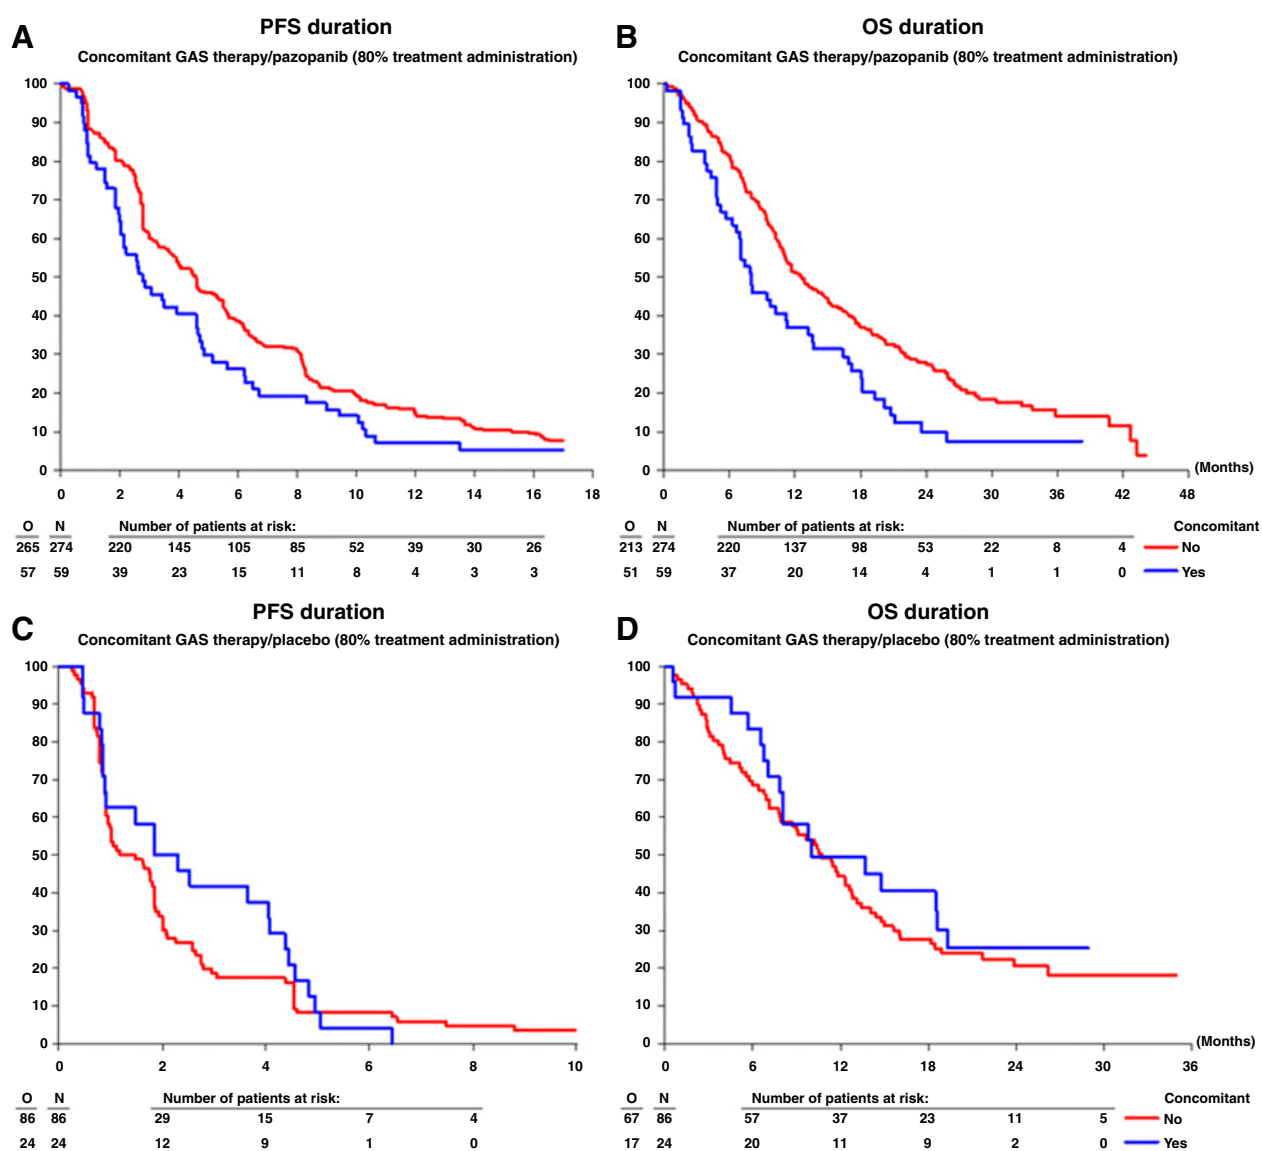 A
PFS duration
Concomitant GAS therapy/pazopanib (80% treatment administration)
100
90
80
70
60
50
40
30
20
10
0
0 2 4 6 8 10 12 14 16 18
O N Number of patients at risk:
265 274 220 145 105 85 52 39 30 26
57 59 39 23 15 11 8 4 3 3
B
OS duration
Concomitant GAS therapy/pazopanib (80% treatment administration)
100
90
80
70
60
50
40
30
20
10
0
(Months)
0 6 12 18 24 30 36 42 48
O N Number of patients at risk: Concomitant
213 274 220 137 98 53 22 8 4 No
51 59 37 20 14 4 1 1 0 Yes
C
PFS duration
Concomitant GAS therapy/placebo (80% treatment administration)
100
90
80
70
60
50
40
30
20
10
0
0 2 4 6 8 10
O N Number of patients at risk:
86 86 29 15 7 4
24 24 12 9 1 0
D
OS duration
Concomitant GAS therapy/placebo (80% treatment administration)
100
90
80
70
60
50
40
30
20
10
0
(Months)
0 6 12 18 24 30 36
O N Number of patients at risk: Concomitant
67 86 57 37 23 11 5 No
17 24 20 11 9 2 0 Yes